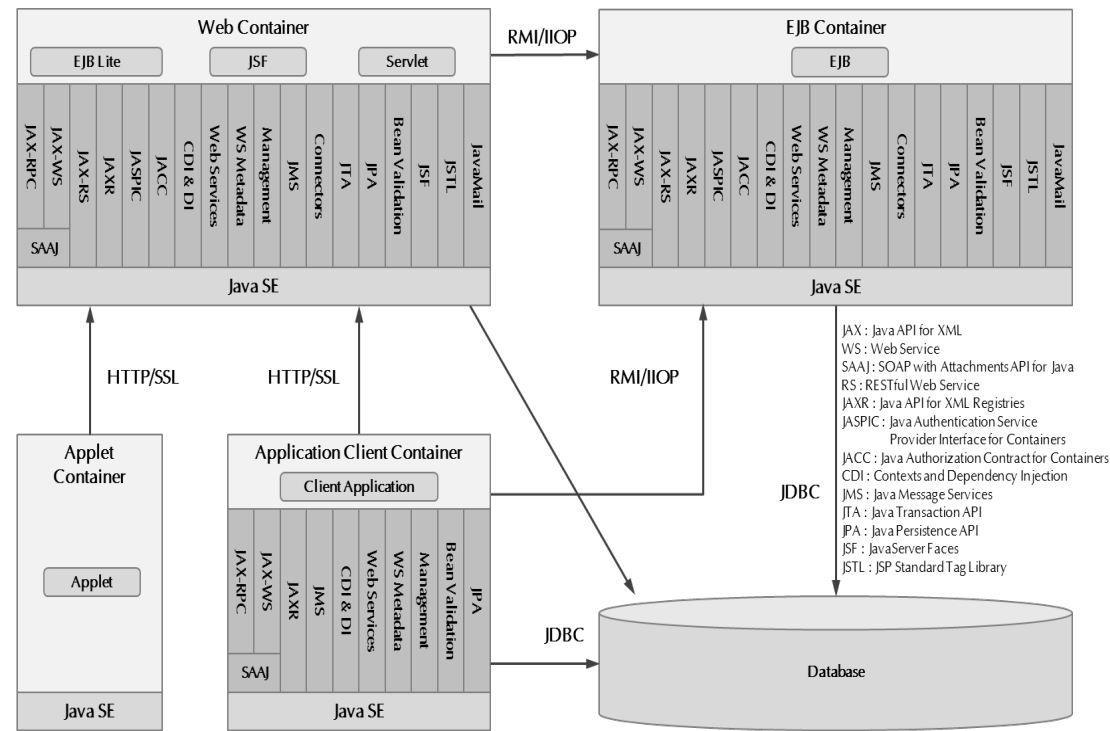 Web Container
EJB Lite
JSF
Servlet
JAX-RPC
JAX-WS
SAAJ
JAX-RS
JAXR
JASPIC
JACC
CDI & DI
Web Services
WS Metadata
Management
JMS
Connectors
JTA
JPA
Bean Validation
JSF
JSTL
JavaMail
Java SE
RMI/IIOP
EJB Container
EJB
JAX-RPC
JAX-WS
SAAJ
JAX-RS
JAXR
JASPIC
JACC
CDI & DI
Web Services
WS Metadata
Management
JMS
Connectors
JTA
JPA
Bean Validation
JSF
JSTL
JavaMail
Java SE
HTTP/SSL
HTTP/SSL
RMI/IIOP
JDBC
JAX : Java API for XML
WS : Web Service
SAAJ : SOAP with Attachments API for Java
RS : RESTful Web Service
JAXR : Java API for XML Registries
JASPIC : Java Authentication Service
Provider Interface for Containers
JACC : Java Authorization Contract for Containers
CDI : Contexts and Dependency Injection
JMS : Java Message Services
JTA : Java Transaction API
JPA : Java Persistence API
JSF : JavaServer Faces
JSTL : JSP Standard Tag Library
Applet
Container
Applet
Java SE
Application Client Container
Client Application
JAX-RPC
JAX-WS
SAAJ
JAXR
JMS
CDI & DI
Web Services
WS Metadata
Management
Bean Validation
JPA
Java SE
JDBC
Database